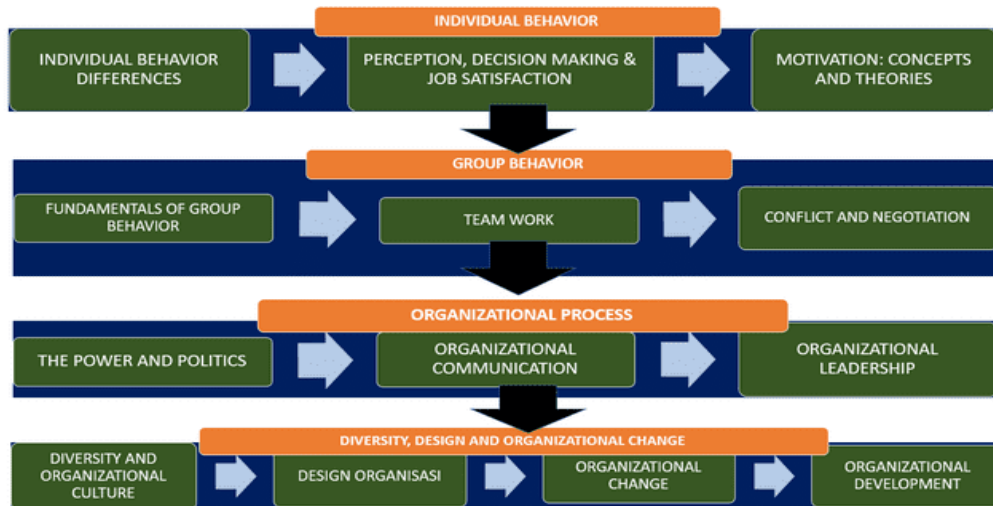 INDIVIDUAL BEHAVIOR
INDIVIDUAL BEHAVIOR
DIFFERENCES
PERCEPTION, DECISION MAKING &
JOB SATISFACTION
MOTIVATION: CONCEPTS
AND THEORIES
GROUP BEHAVIOR
FUNDAMENTALS OF GROUP
BEHAVIOR
TEAM WORK
CONFLICT AND NEGOTIATION
ORGANIZATIONAL PROCESS
THE POWER AND POLITICS
ORGANIZATIONAL
COMMUNICATION
ORGANIZATIONAL
LEADERSHIP
DIVERSITY, DESIGN AND ORGANIZATIONAL CHANGE
DIVERSITY AND
ORGANIZATIONAL
CULTURE
DESIGN ORGANISASI
ORGANIZATIONAL
CHANGE
ORGANIZATIONAL
DEVELOPMENT